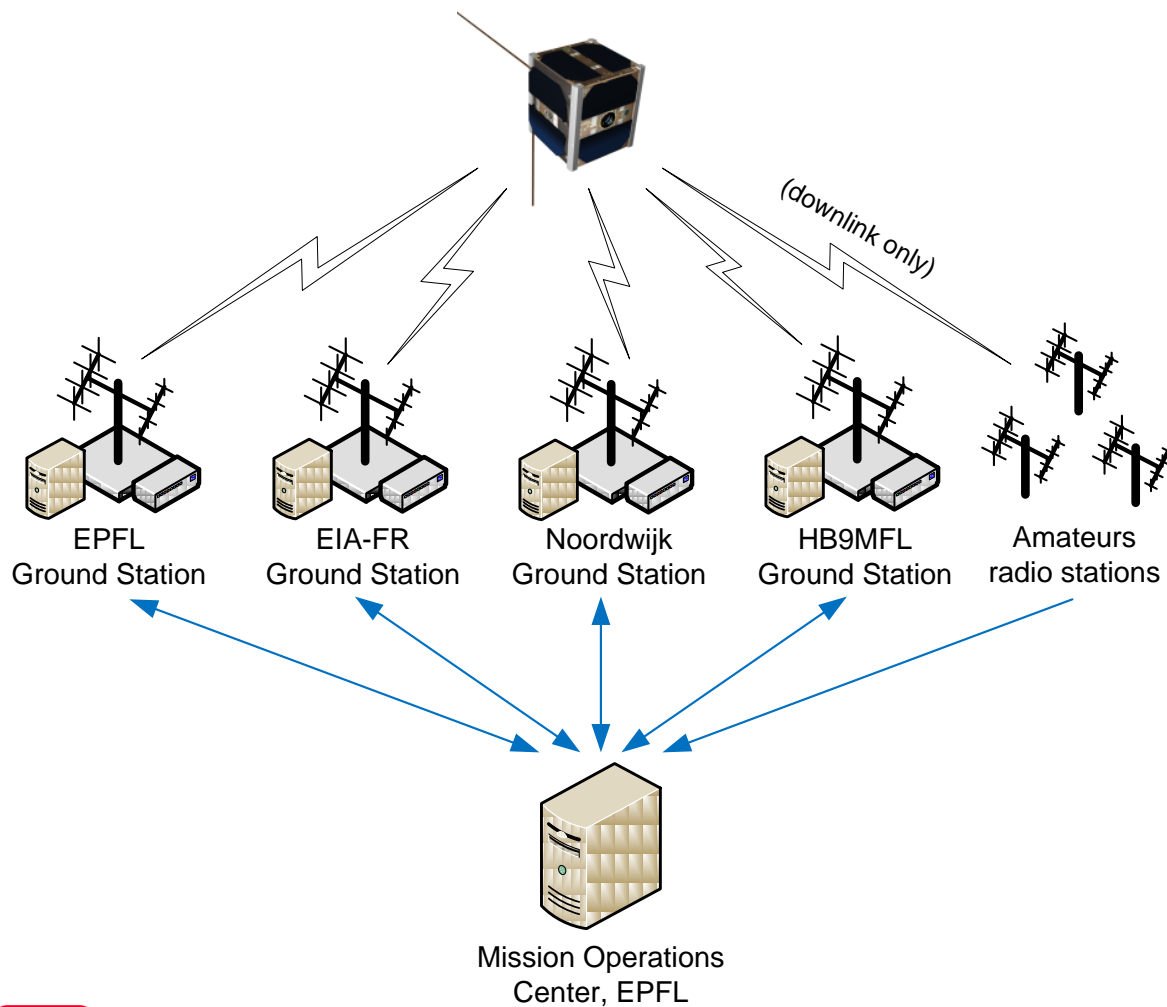 (downlink only)
EPFL
Ground Station
EIA-FR
Ground Station
Noordwijk
Ground Station
HB9MFL
Ground Station
Amateurs
radio stations
Mission Operations
Center, EPFL